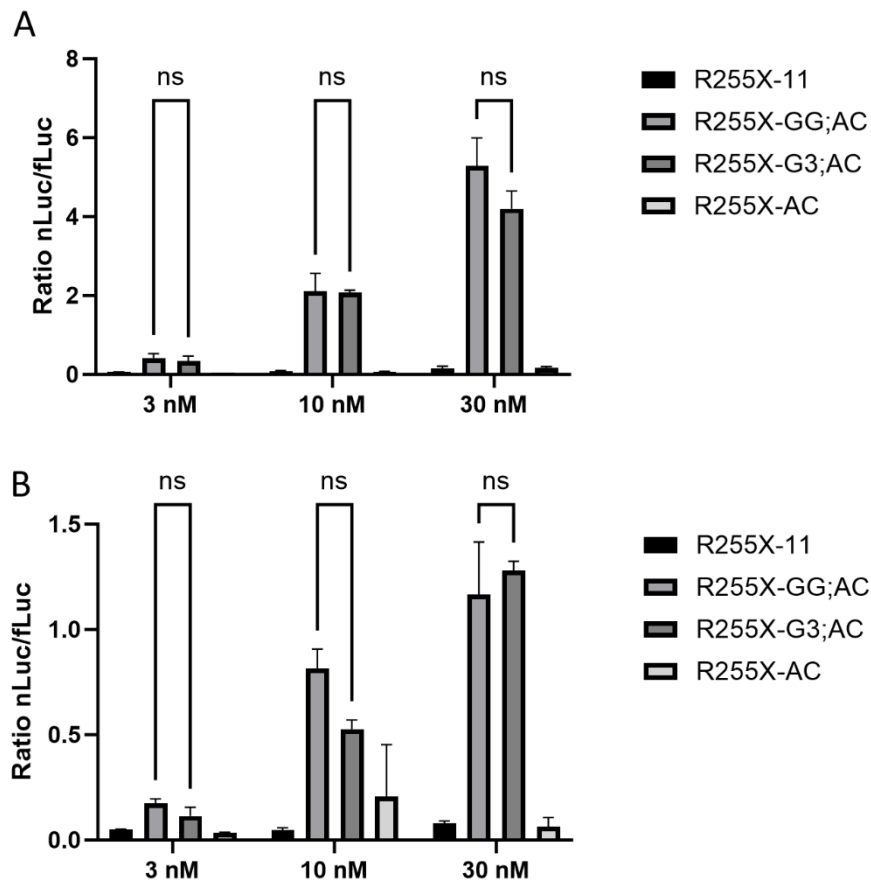 A
Ratio nLuc/fLuc
8
6
4
2
0
ns
ns
ns
3 nM
10 nM
30 nM
R255X-11
R255X-GG;AC
R255X-G3;AC
R255X-AC
B
Ratio nLuc/fLuc
1.5
1.0
0.5
0.0
ns
ns
ns
3 nM
10 nM
30 nM
R255X-11
R255X-GG;AC
R255X-G3;AC
R255X-AC